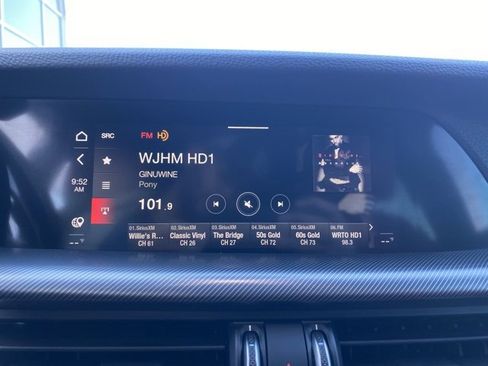 SRC
FM HD
WJHM HD1
GINUWINE
Pony
9:52
AM
101.9
01.SiriusXM
Willie's R...
CH 61
02.SiriusXM
Classic Vinyl
CH 26
03.SiriusXM
The Bridge
CH 27
04.SiriusXM
50s Gold
CH 72
05.SiriusXM
60s Gold
CH 73
06.FM
WRTO HD1
98.3
--°
--°